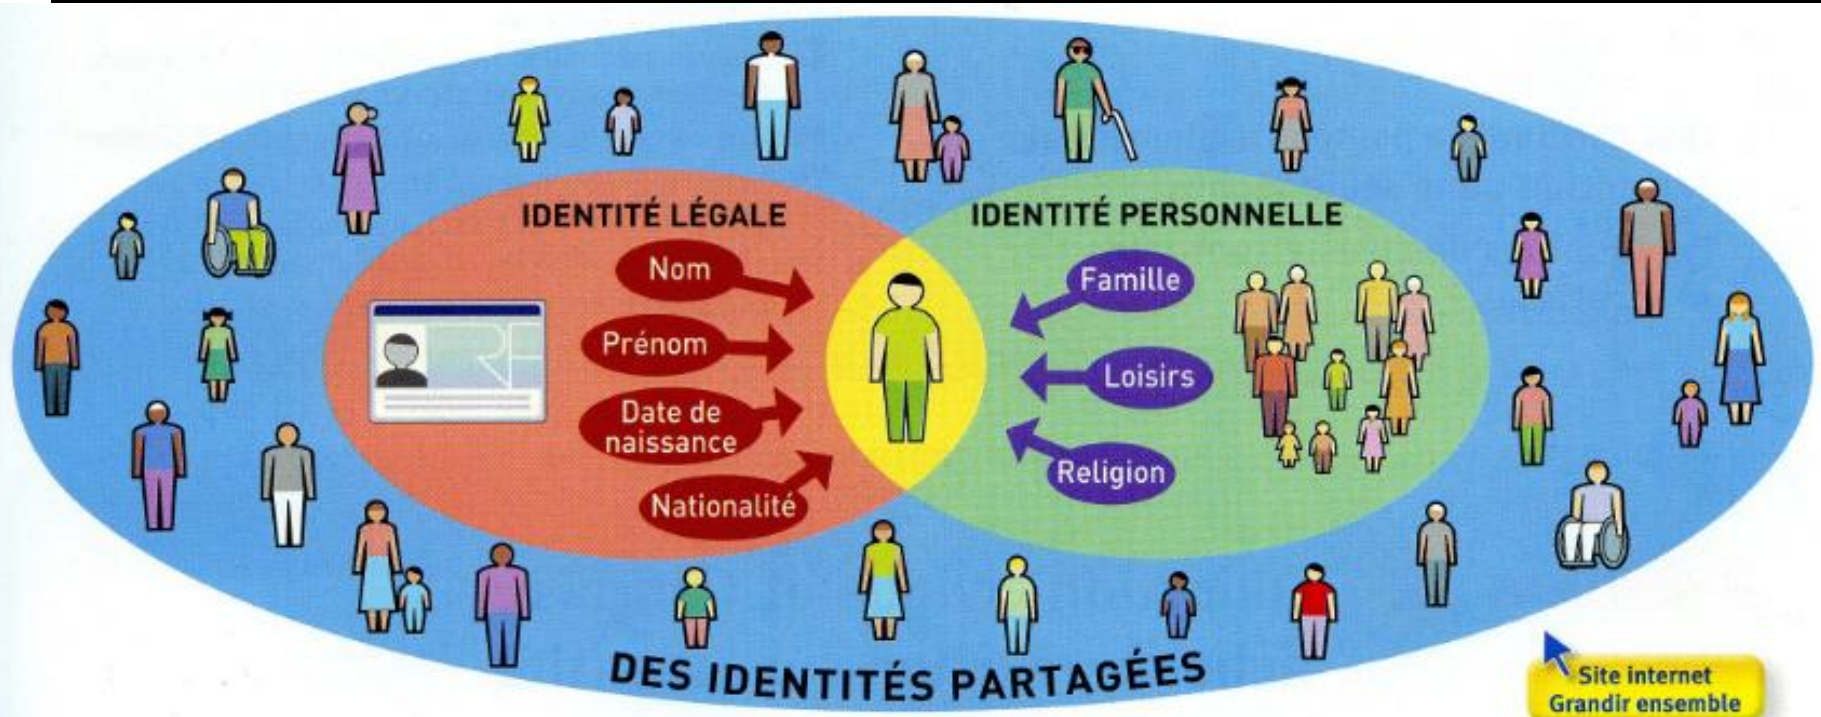 IDENTITÉ LÉGALE
Nom
Prénom
Date de
naissance
Nationalité
IDENTITÉ PERSONNELLE
Famille
Loisirs
Religion
DES IDENTITÉS PARTAGÉES
Site internet
Grandir ensemble